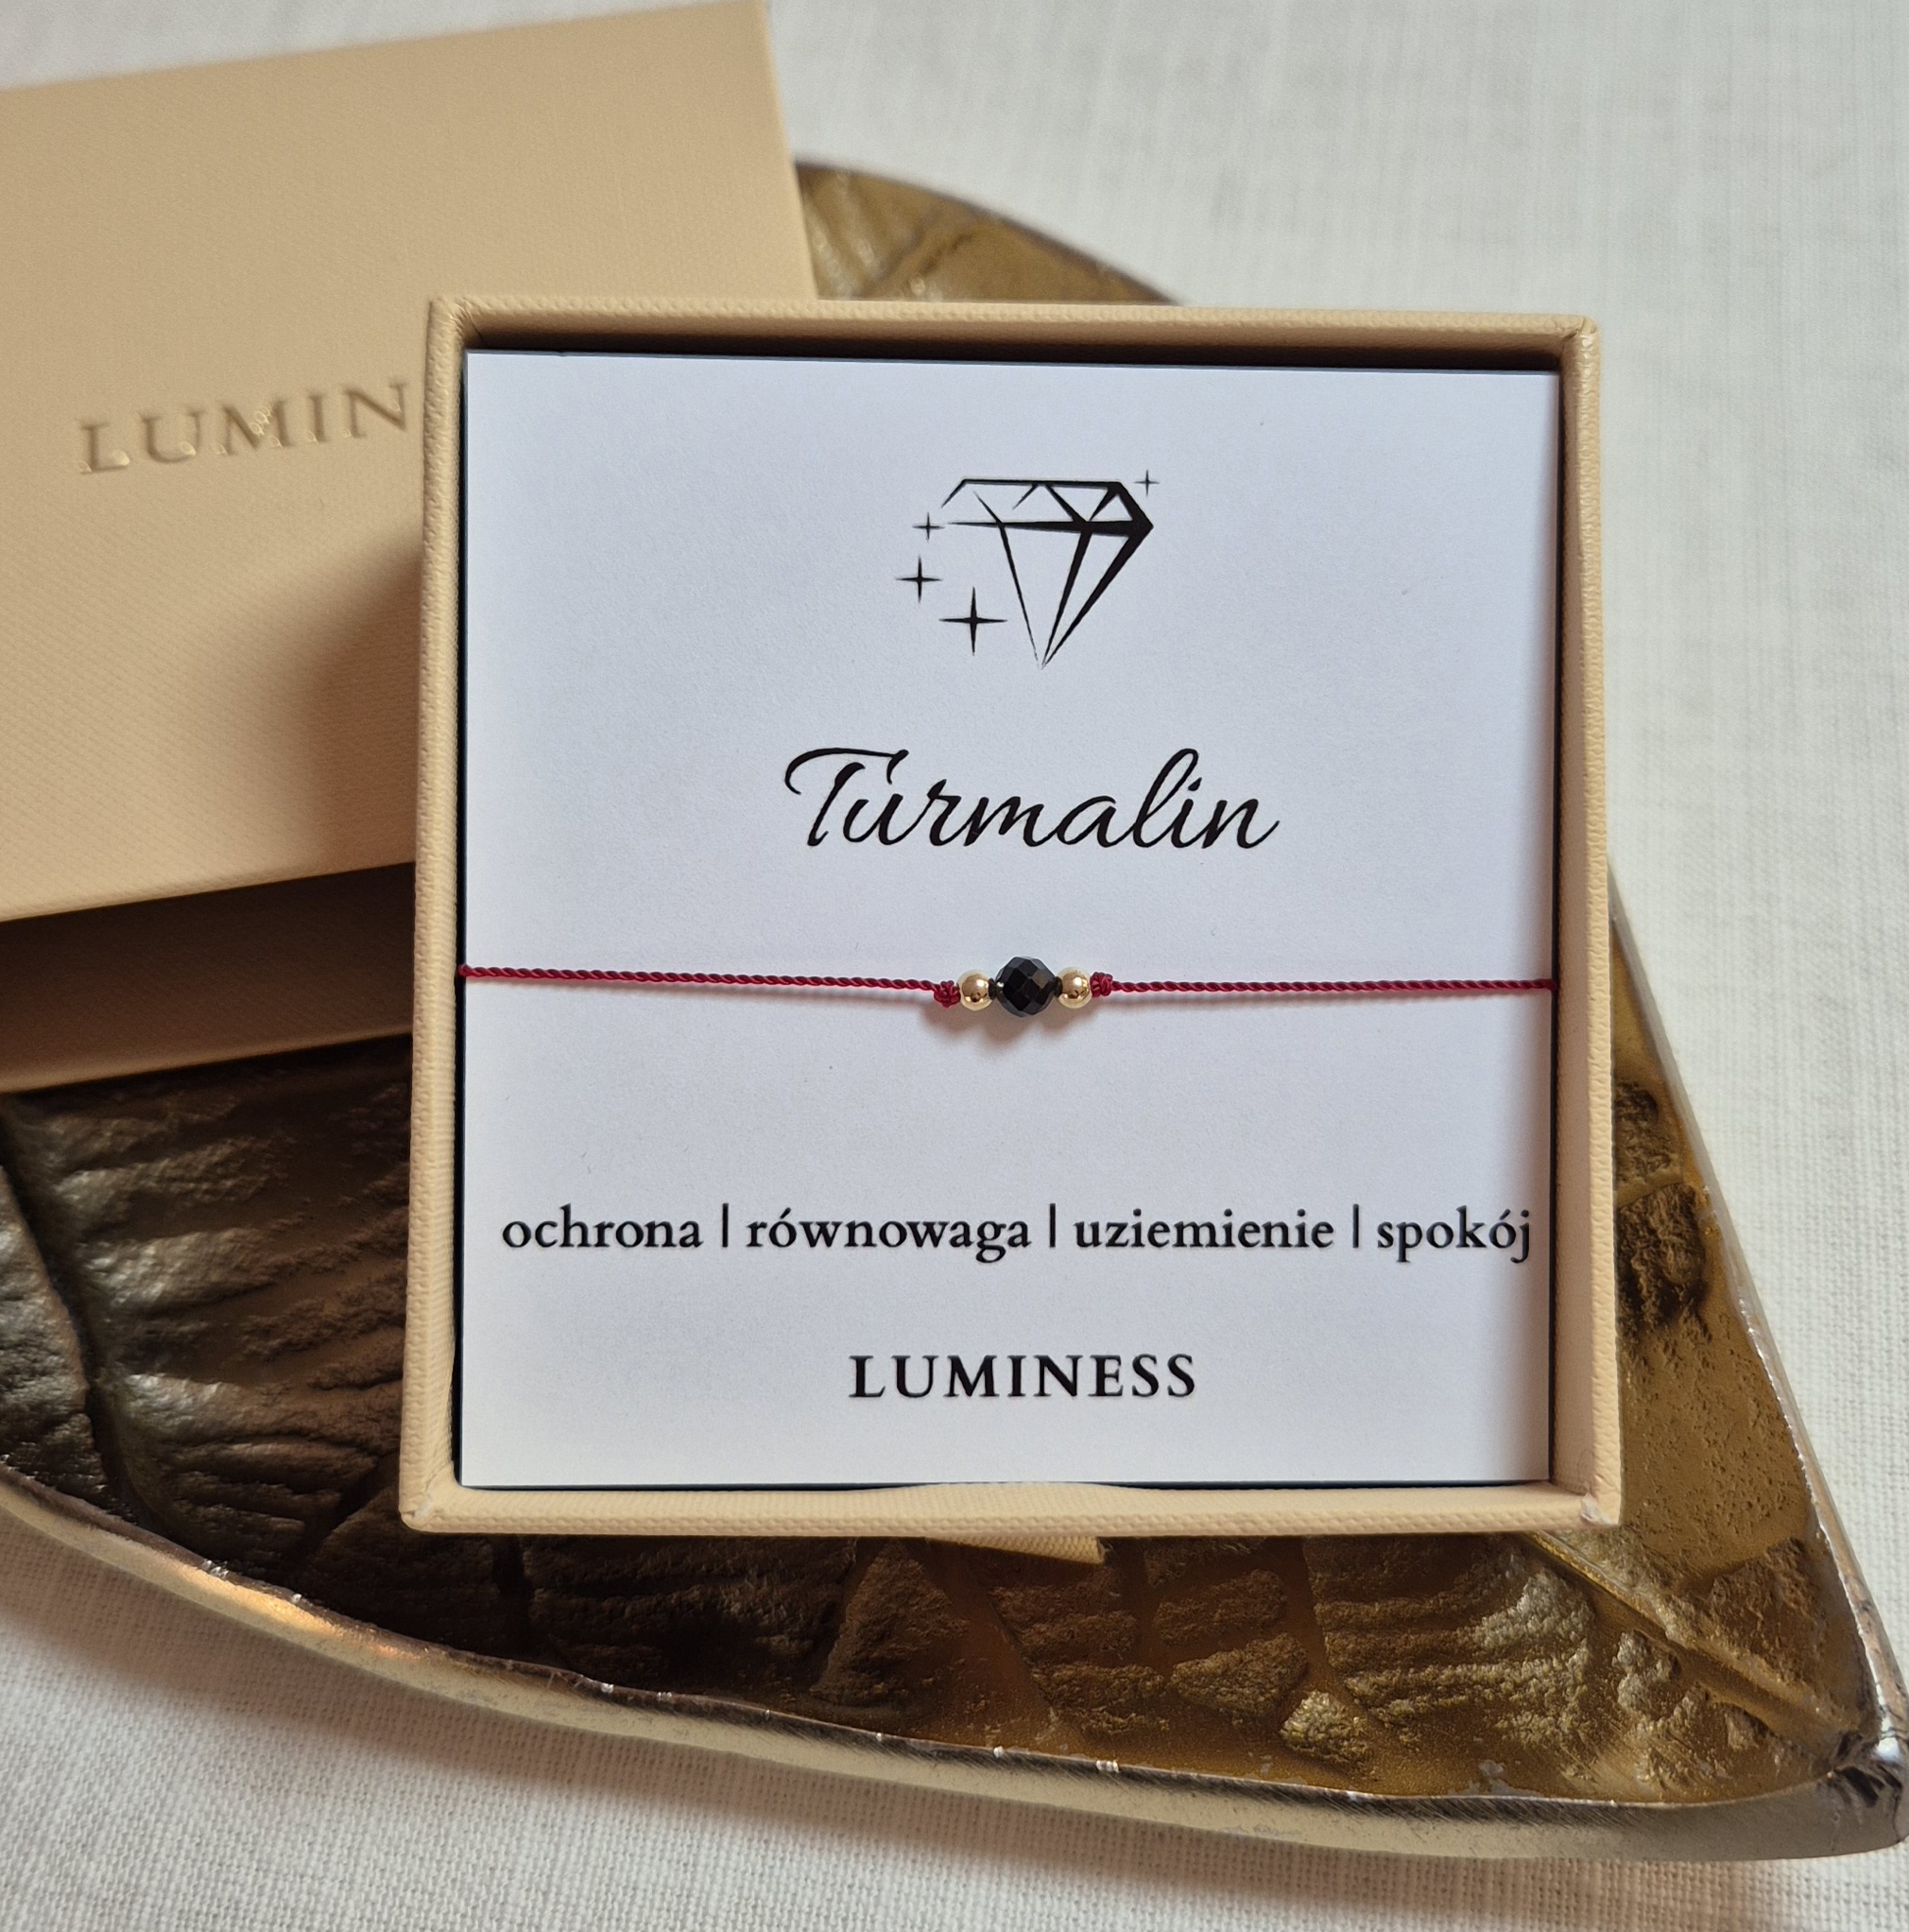 LUMIN
Turmalin
ochrona | równowaga | uziemienie | spokój
LUMINESS